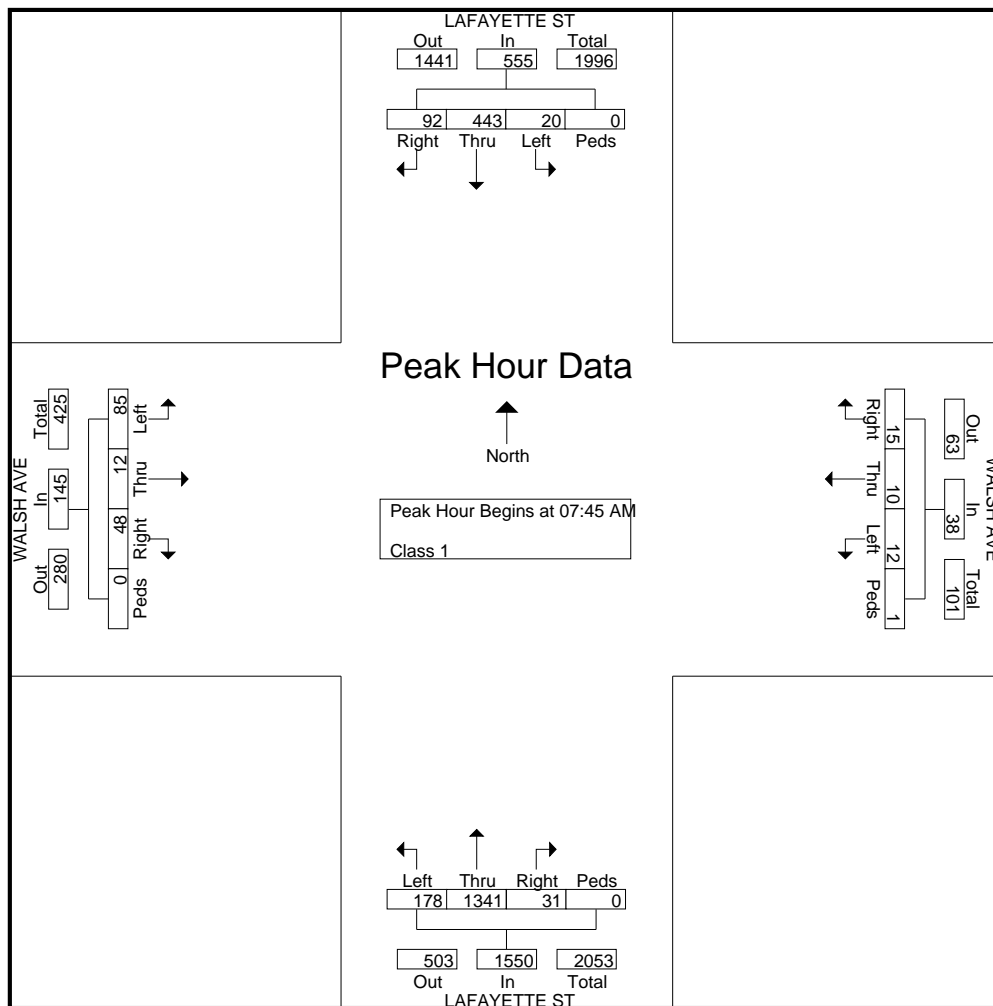 LAFAYETTE ST
Out In Total
1441 555 1996
92 443 20 0
Right Thru Left Peds
Peak Hour Data
North
Peak Hour Begins at 07:45 AM
Class 1
WALSH AVE
Total In Out
425 145 280
85 12 48 0
Left Thru Right Peds
Right Thru Left Peds
15 10 12 1
Out In Total
63 38 101
WALSH AVE
Left Thru Right Peds
178 1341 31 0
503 1550 2053
Out In Total
LAFAYETTE ST